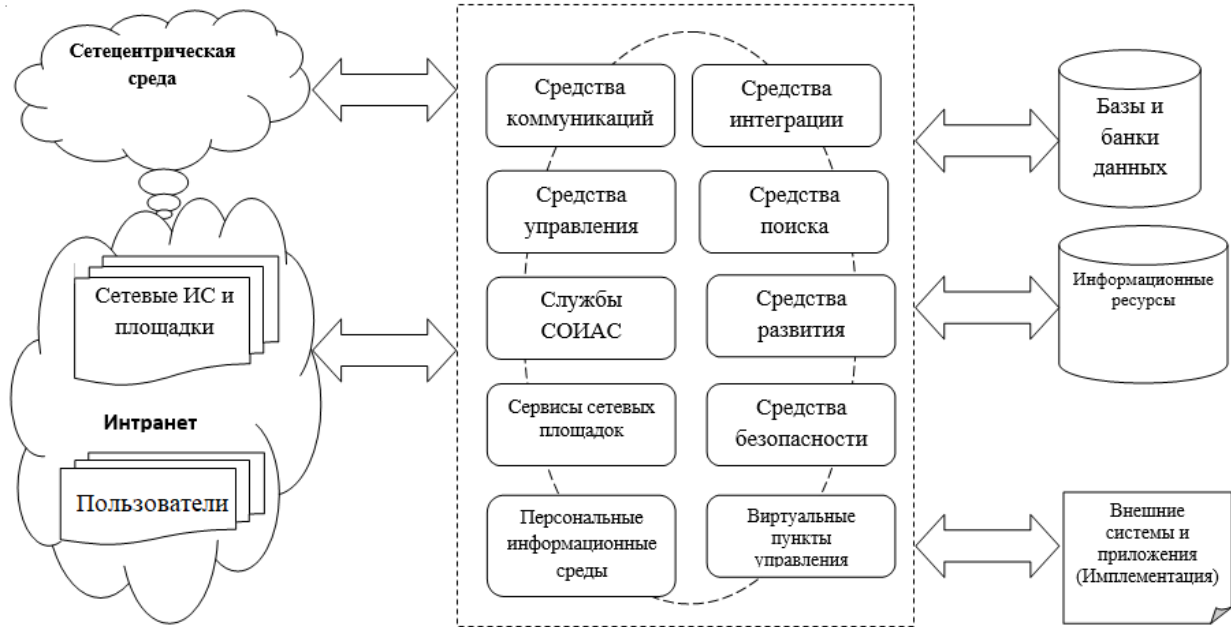 Сетецентрическая
среда
Сетевые ИС и
площадки
Интранет
Пользователи
Средства
коммуникаций
Средства
интеграции
Средства
управления
Средства
поиска
Службы
СОИАС
Средства
развития
Сервисы сетевых
площадок
Средства
безопасности
Персональные
информационные
среды
Виртуальные
пункты
управления
Базы и
банки
данных
Информационные
ресурсы
Внешние
системы и
приложения
(Имплементация)